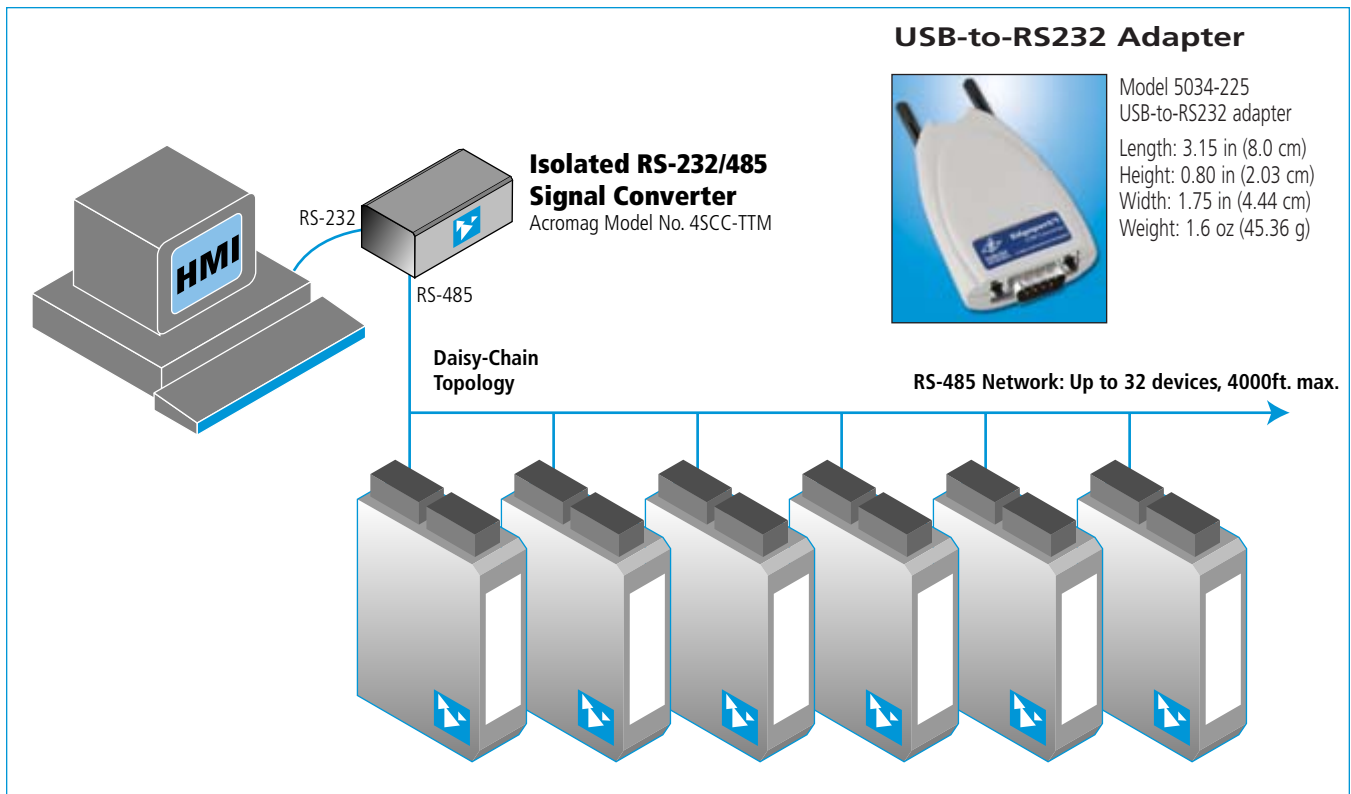 USB-to-RS232 Adapter
Model 5034-225
USB-to-RS232 adapter
Length: 3.15 in (8.0 cm)
Height: 0.80 in (2.03 cm)
Width: 1.75 in (4.44 cm)
Weight: 1.6 oz (45.36 g)
Isolated RS-232/485
Signal Converter
Acromag Model No. 4SCC-TTM
RS-232
HMI
RS-485
Daisy-Chain
Topology
RS-485 Network: Up to 32 devices, 4000ft. max.